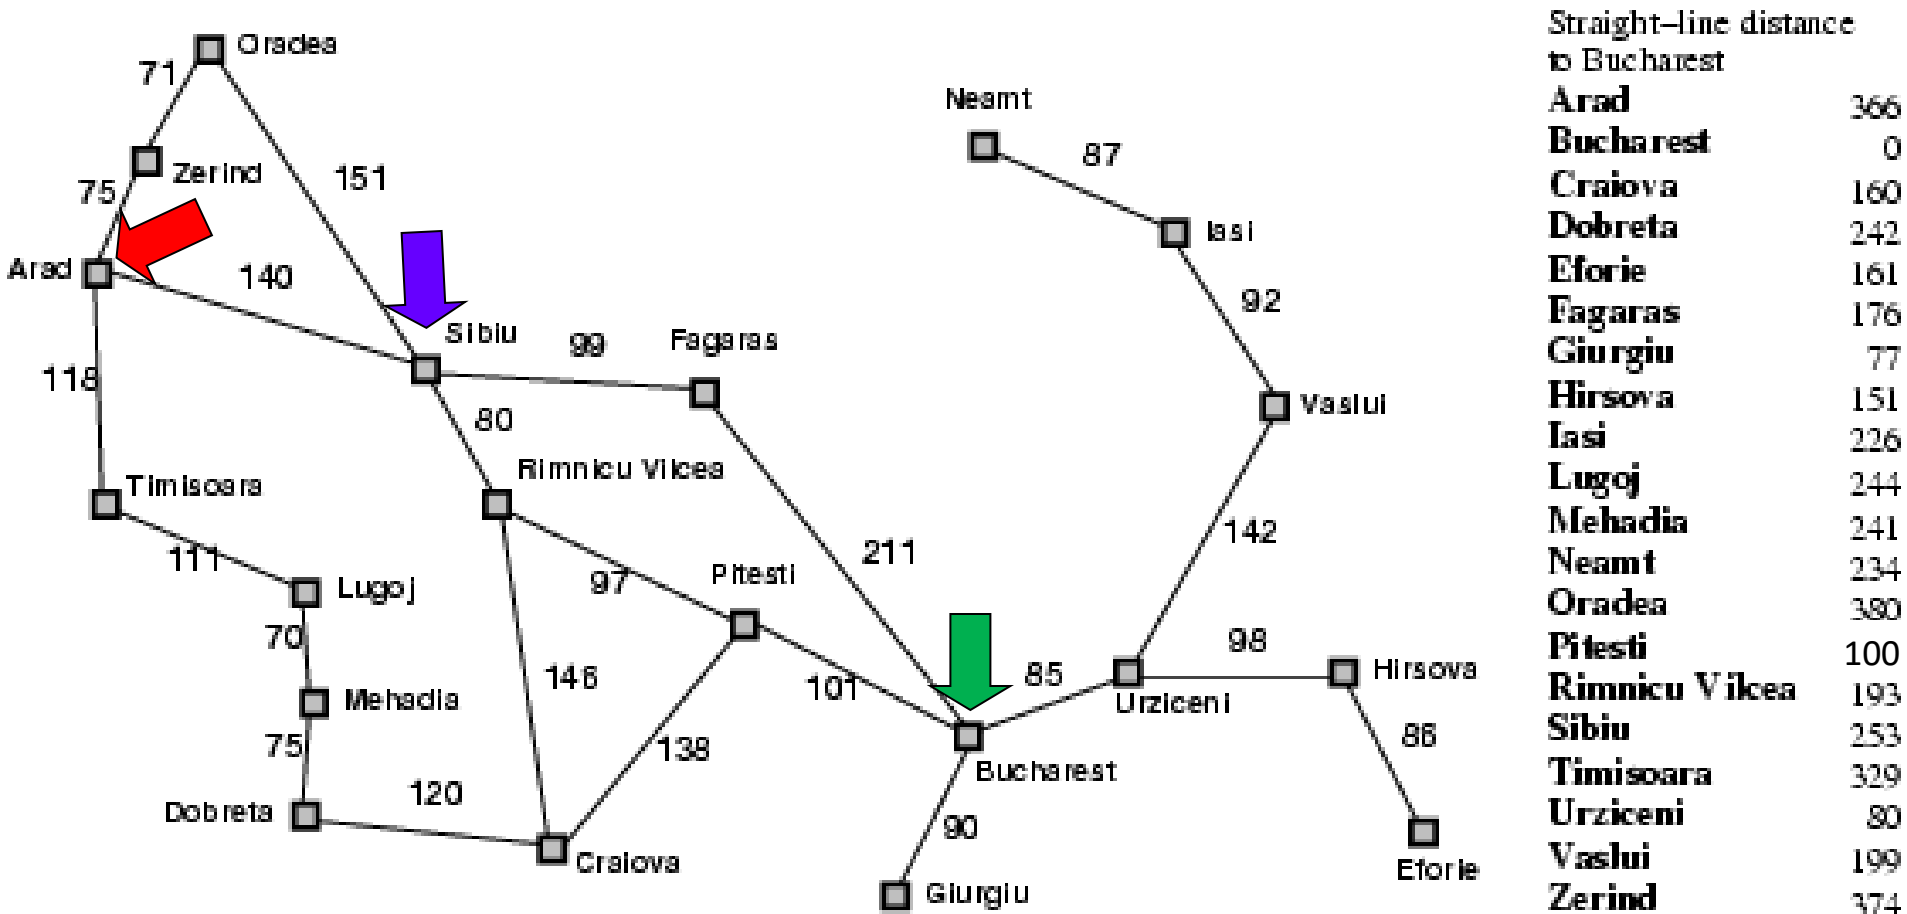 Oradea
71
Neamt
87
Zerind
151
75
Iasi
Arad
140
92
Sibiu
Fagaras
99
118
Vaslui
80
Rimnicu Vilcea
Timisoara
142
111
211
Lugoj
97
Pitesti
70
98
Hirsova
146
85
101
Urziceni
Mehadia
86
75
138
Bucharest
120
Dobreta
90
Craiova
Eforie
Giurgiu
Straight–line distance
to Bucharest
Arad 366
Bucharest 0
Craiova 160
Dobreta 242
Eforie 161
Fagaras 176
Giurgiu 77
Hirsova 151
Iasi 226
Lugoj 244
Mehadia 241
Neamt 234
Oradea 380
Pitesti 100
Rimnicu Vilcea 193
Sibiu 253
Timisoara 329
Urziceni 80
Vaslui 199
Zerind 374